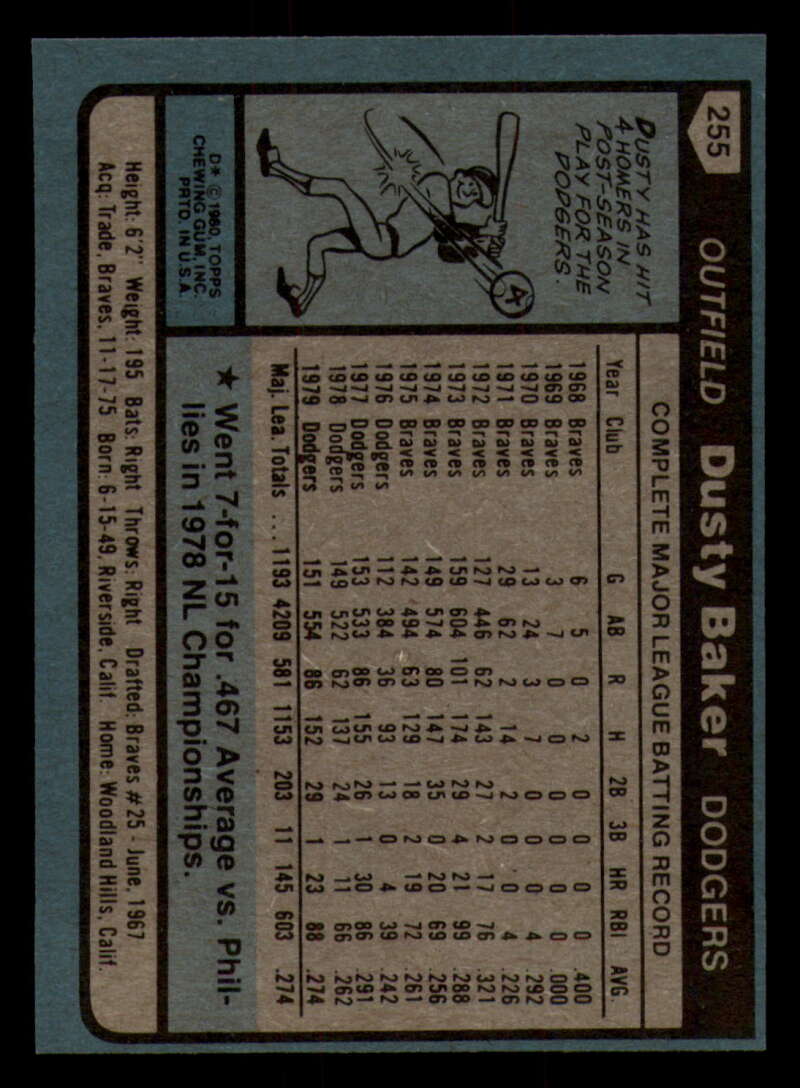 255 OUTFIELD Dusty Baker DODGERS
DUSTY HAS HIT
4 HOMERS IN
POST-SEASON
PLAY FOR THE
DODGERS.
4
D* © 1980 TOPPS
CHEWING GUM, INC.
PRTD. IN U.S.A.
COMPLETE MAJOR LEAGUE BATTING RECORD
Year Club G AB R H 2B 3B HR RBI AVG.
1968 Braves 6 5 0 2 0 0 0 0 .400
1969 Braves 3 7 0 0 0 0 0 0 .000
1970 Braves 13 24 3 7 0 0 0 4 .292
1971 Braves 29 62 2 14 2 0 0 4 .226
1972 Braves 127 446 62 143 27 2 17 76 .321
1973 Braves 159 604 101 174 29 4 21 99 .288
1974 Braves 149 574 80 147 35 0 20 69 .256
1975 Braves 142 494 63 129 18 2 19 72 .261
1976 Dodgers 112 384 36 93 13 0 4 39 .242
1977 Dodgers 153 533 86 155 26 1 30 86 .291
1978 Dodgers 149 522 62 137 24 1 11 66 .262
1979 Dodgers 151 554 86 152 29 1 23 88 .274
Maj. Lea. Totals ... 1193 4209 581 1153 203 11 145 603 .274
★ Went 7-for-15 for .467 Average vs. Phil-
lies in 1978 NL Championships.
Height: 6'2" Weight: 195 Bats: Right Throws: Right Drafted: Braves #25 - June, 1967
Acq: Trade, Braves, 11-17-75 Born: 6-15-49, Riverside, Calif. Home: Woodland Hills, Calif.